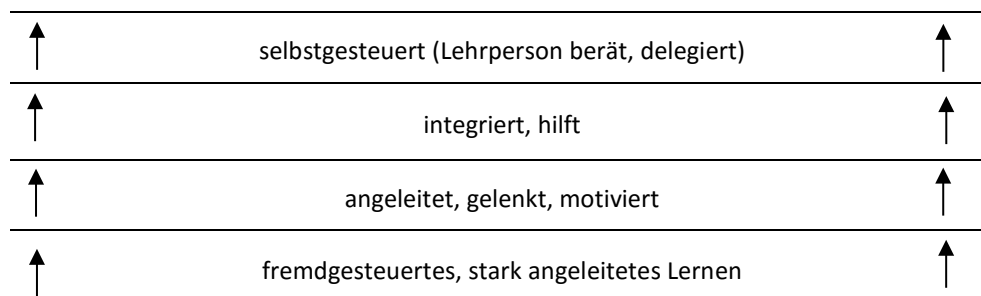 selbstgesteuert (Lehrperson berät, delegiert)
integriert, hilft
angeleitet, gelenkt, motiviert
fremdgesteuertes, stark angeleitetes Lernen